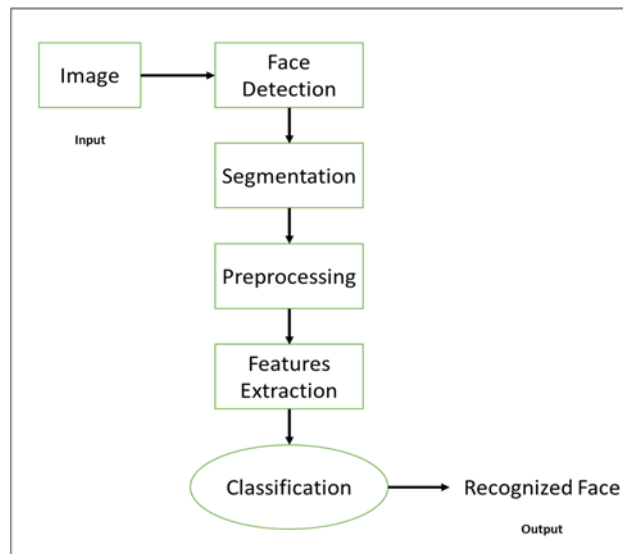 Image
Input
Face
Detection
Segmentation
Preprocessing
Features
Extraction
Classification
Recognized Face
Output